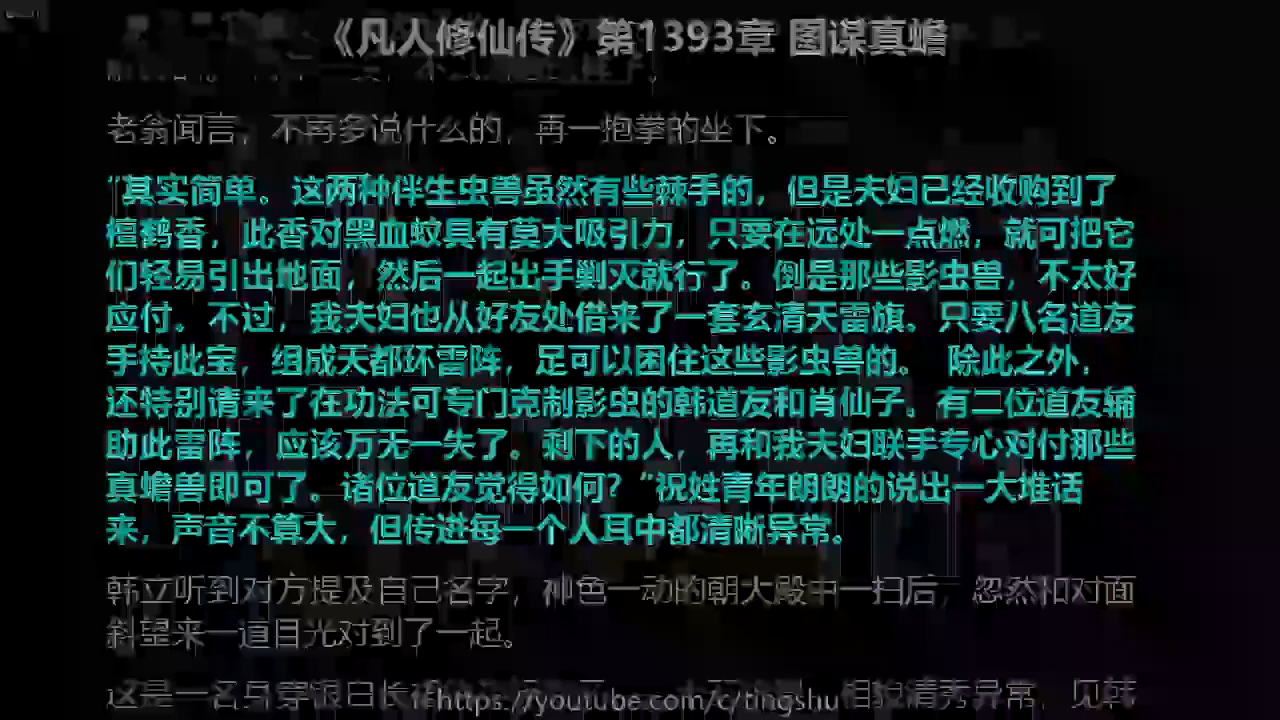 《凡人修仙传》第1393章 图谋真蟾
老翁闻言，不再多说什么的，再一抱拳的坐下。
“其实简单。这两种伴生虫兽虽然有些棘手的，但是夫妇已经收购到了
檀鹤香，此香对黑血蚊具有莫大吸引力，只要在远处一点燃，就可把它
们轻易引出地面，然后一起出手剿灭就行了。倒是那些影虫兽，不太好
应付。不过，我夫妇也从好友处借来了一套玄清天雷旗。只要八名道友
手持此宝，组成天都环雷阵，足可以困住这些影虫兽的。 除此之外，
还特别请来了在功法可专门克制影虫的韩道友和肖仙子。有二位道友辅
助此雷阵，应该万无一失了。剩下的人，再和我夫妇联手专心对付那些
真蟾兽即可了。诸位道友觉得如何？“祝姓青年朗朗的说出一大堆话
来，声音不算大，但传进每一个人耳中都清晰异常。
韩立听到对方提及自己名字，神色一动的朝大殿中一扫后，忽然和对面
斜望来一道目光对到了一起。
这是一名身穿银白长
https://youtube.com/c/tingshu
相貌清秀异常，见韩